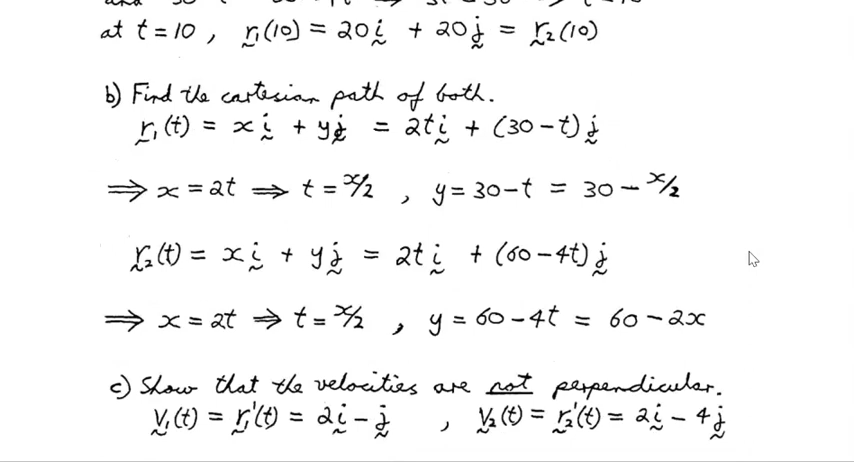 at t = 10 , r₁(10) = 20i + 20j = r₂(10)
b) Find the cartesian path of both.
r₁(t) = xi + yj = 2ti + (30 - t)j
⟹ x = 2t ⟹ t = x/2 , y = 30 - t = 30 - x/2
r₂(t) = xi + yj = 2ti + (60 - 4t)j
⟹ x = 2t ⟹ t = x/2 , y = 60 - 4t = 60 - 2x
c) Show that the velocities are not perpendicular.
V₁(t) = r₁'(t) = 2i - j , V₂(t) = r₂'(t) = 2i - 4j